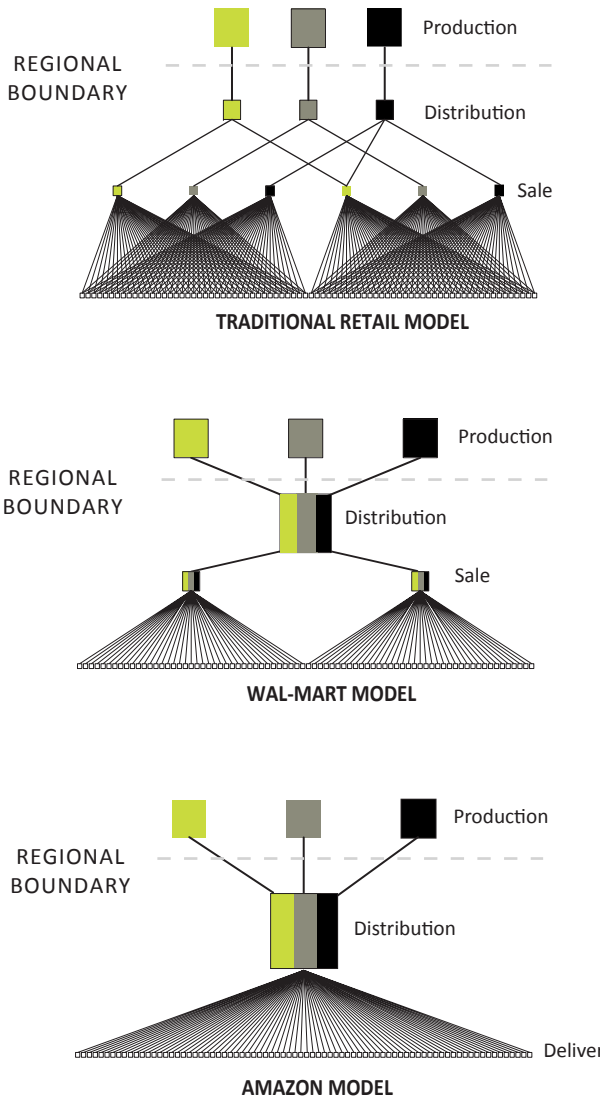 Production
REGIONAL
BOUNDARY
Distribution
Sale
TRADITIONAL RETAIL MODEL
Production
REGIONAL
BOUNDARY
Distribution
Sale
WAL-MART MODEL
Production
REGIONAL
BOUNDARY
Distribution
Deliver
AMAZON MODEL